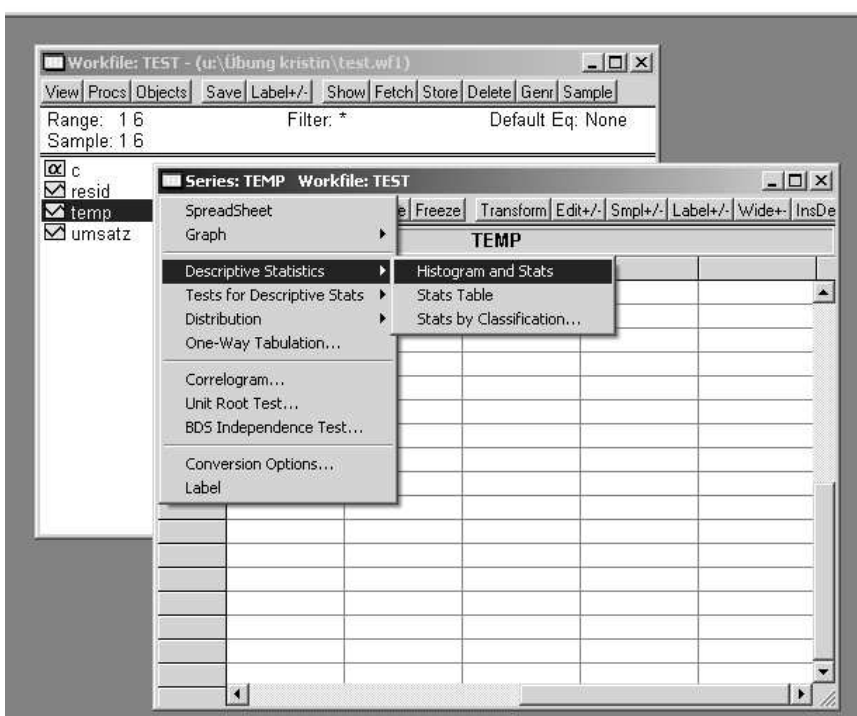 Workfile: TEST - (u:\Übung kristin\test.wf1)
View Procs Objects Save Label+/- Show Fetch Store Delete Genr Sample
Range: 1 6 Filter: * Default Eq: None
Sample: 1 6
c
resid
temp
umsatz
Series: TEMP Workfile: TEST
Freeze Transform Edit+/- Smpl+/- Label+/- Wide+- InsDe
TEMP
SpreadSheet
Graph
Descriptive Statistics
Tests for Descriptive Stats
Distribution
One-Way Tabulation...
Correlogram...
Unit Root Test...
BDS Independence Test...
Conversion Options...
Label
Histogram and Stats
Stats Table
Stats by Classification...